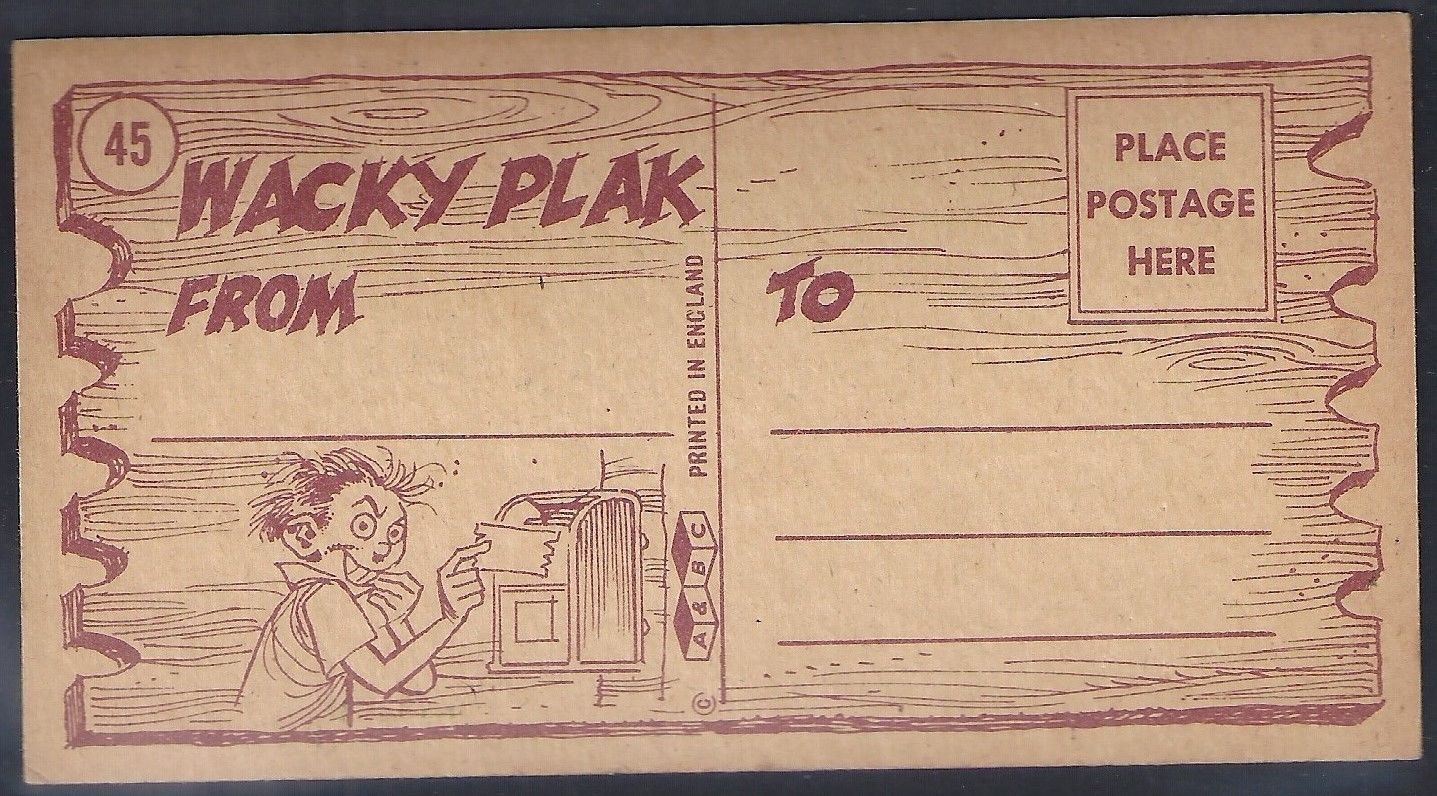 45
WACKY PLAK
FROM
PRINTED IN ENGLAND
A & B C
©
TO
PLACE
POSTAGE
HERE